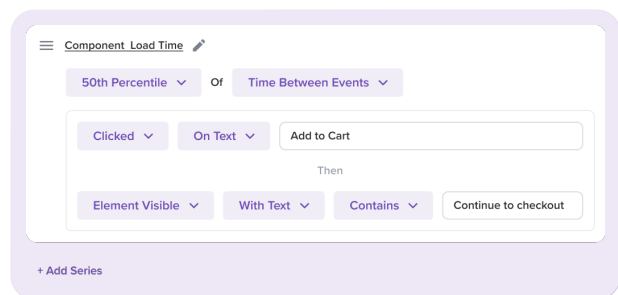 Component Load Time
50th Percentile Of Time Between Events
Clicked On Text Add to Cart
Then
Element Visible With Text Contains Continue to checkout
+ Add Series